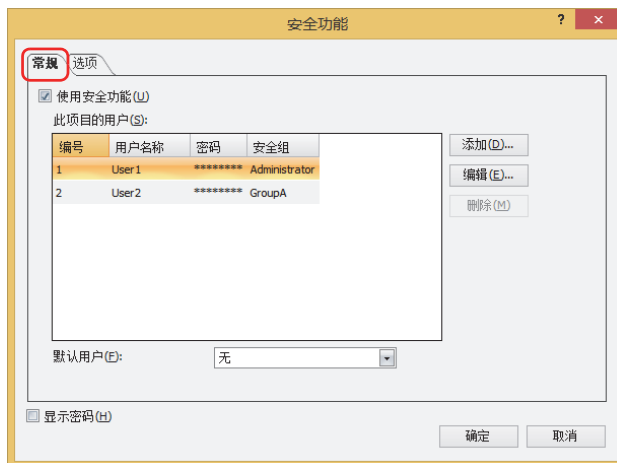 安全功能
? ×
常规 选项
使用安全功能(U)
此项目的用户(S):
编号 用户名称 密码 安全组
1 User1 ******** Administrator
2 User2 ******** GroupA
添加(D)...
编辑(E)...
删除(M)
默认用户(F): 无
显示密码(H)
确定 取消